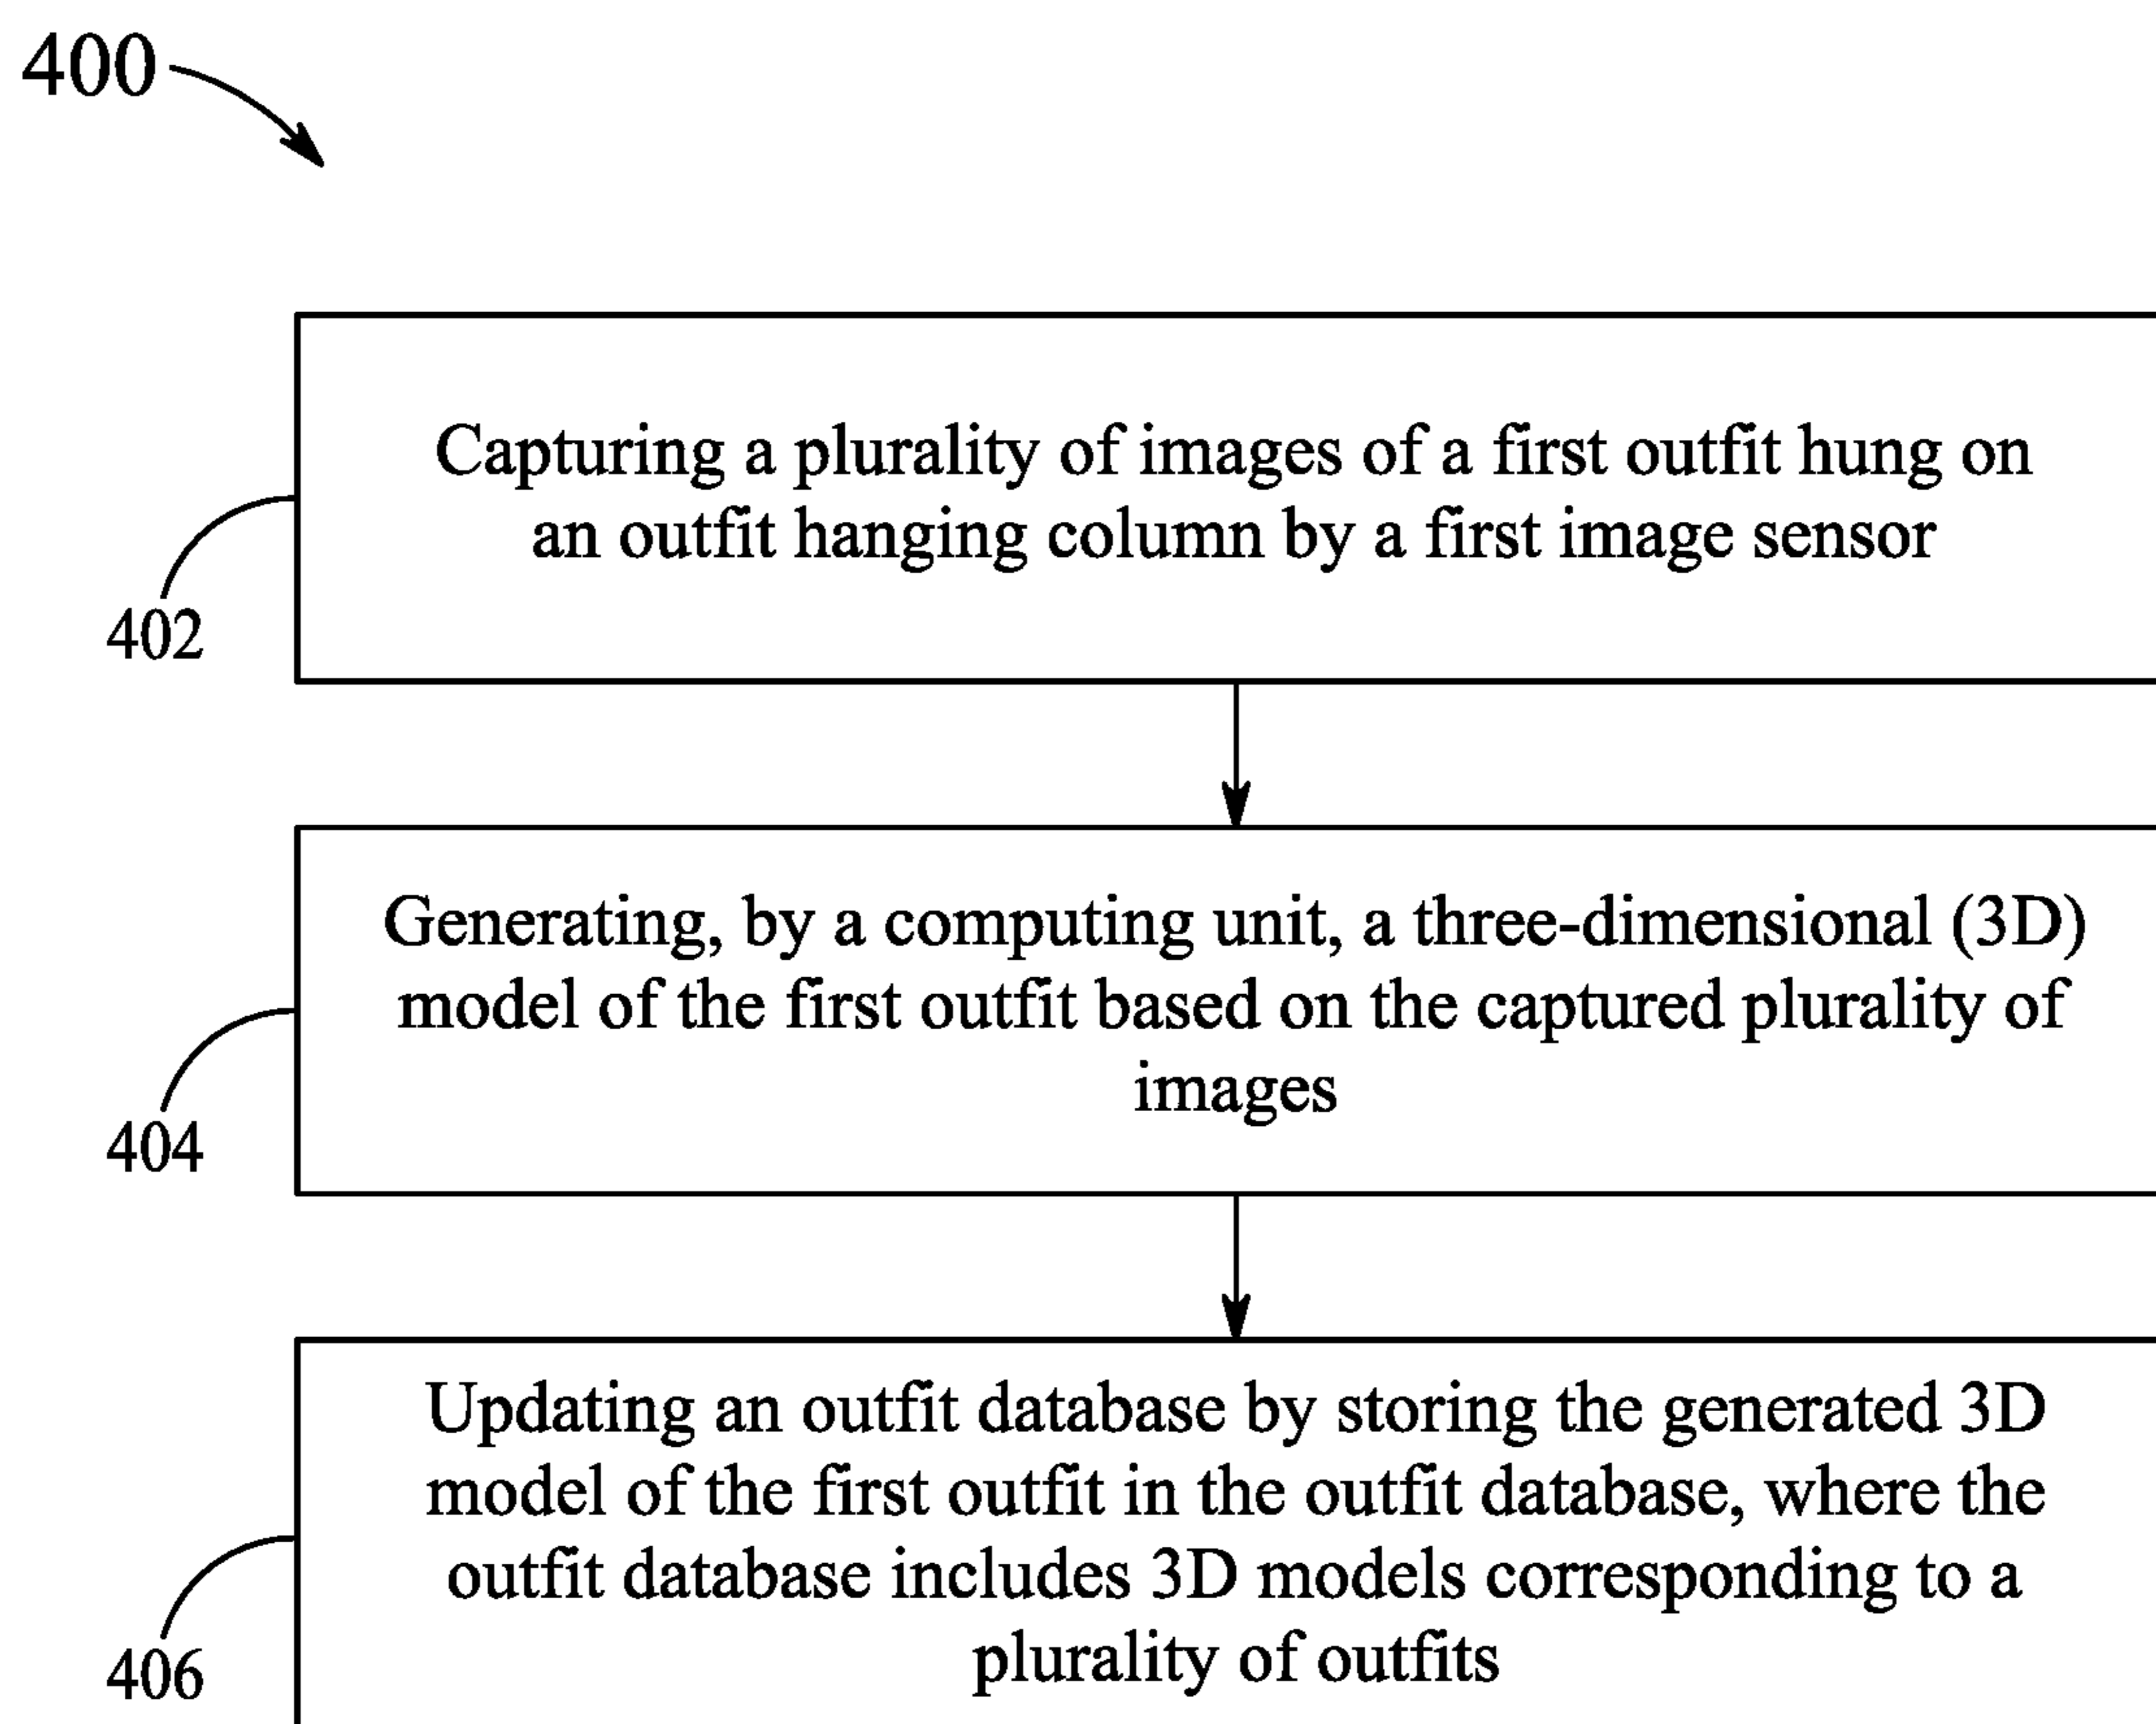 400
Capturing a plurality of images of a first outfit hung on
an outfit hanging column by a first image sensor
402
Generating, by a computing unit, a three-dimensional (3D)
model of the first outfit based on the captured plurality of
images
404
Updating an outfit database by storing the generated 3D
model of the first outfit in the outfit database, where the
outfit database includes 3D models corresponding to a
plurality of outfits
406